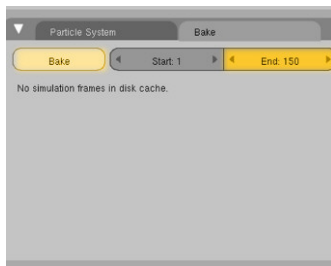 Particle System Bake
Bake Start: 1 End: 150
No simulation frames in disk cache.